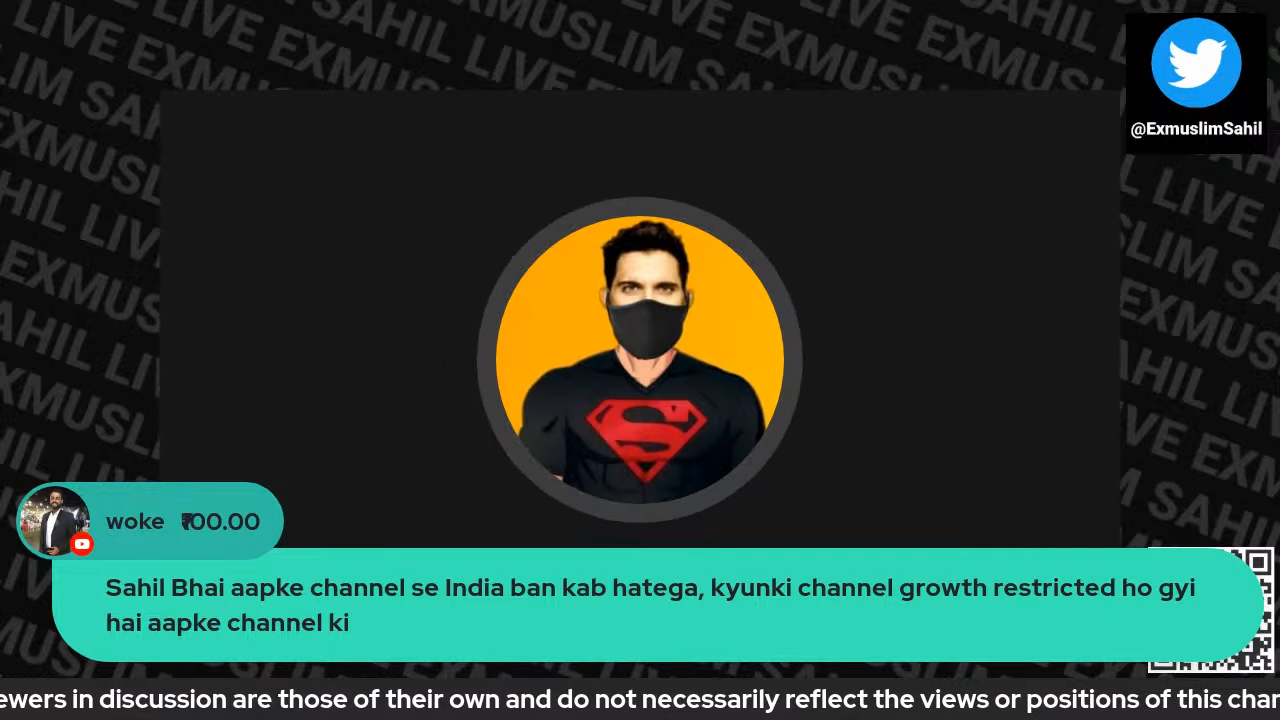 @ExmuslimSahil
woke ₹100.00
Sahil Bhai aapke channel se India ban kab hatega, kyunki channel growth restricted ho gyi
hai aapke channel ki
ewers in discussion are those of their own and do not necessarily reflect the views or positions of this chan